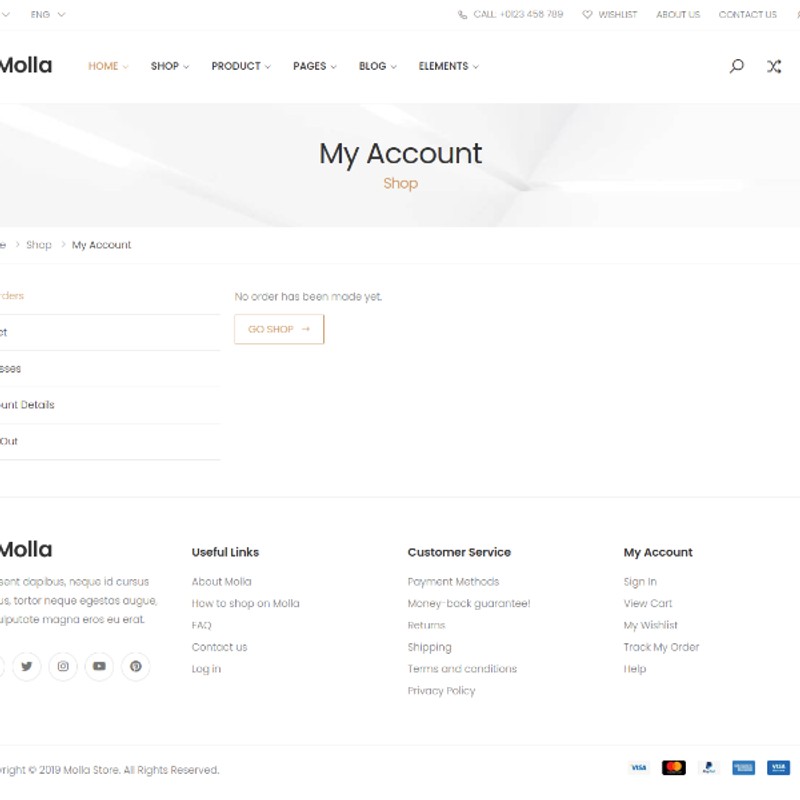 ENG
CALL: +0123 456 789
WISHLIST
ABOUT US
CONTACT US
Molla
HOME
SHOP
PRODUCT
PAGES
BLOG
ELEMENTS
My Account
Shop
e > Shop > My Account
rders
No order has been made yet.
GO SHOP →
sses
unt Details
Out
Molla
sent dapibus, neque id cursus
us, tortor neque egestas augue,
ulputate magna eros eu erat.
Useful Links
About Molla
How to shop on Molla
FAQ
Contact us
Log in
Customer Service
Payment Methods
Money-back guarantee!
Returns
Shipping
Terms and conditions
Privacy Policy
My Account
Sign In
View Cart
My Wishlist
Track My Order
Help
yright © 2019 Molla Store. All Rights Reserved.
VISA
PayPal
VISA